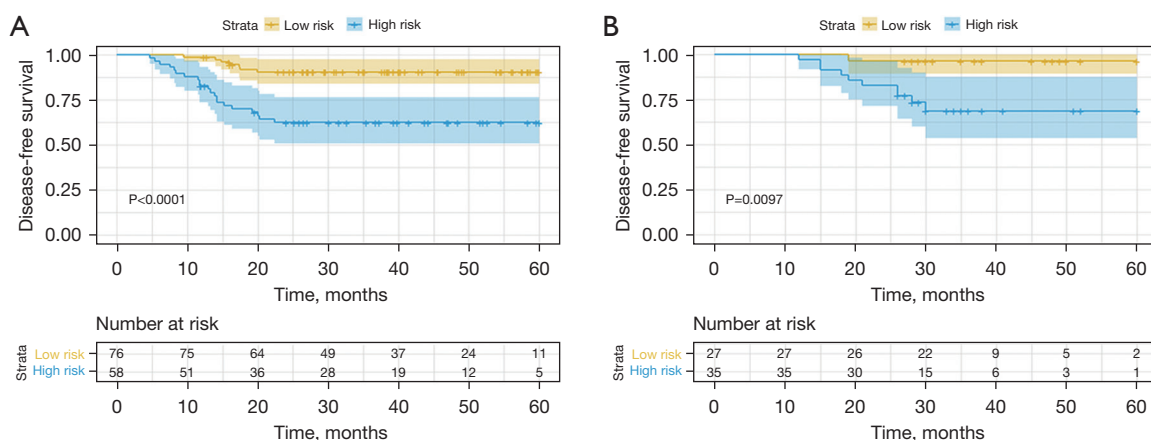 A
Strata Low risk High risk
1.00
0.75
0.50
0.25
0.00
Disease-free survival
P<0.0001
0 10 20 30 40 50 60
Time, months
Number at risk
Strata
Low risk 76 75 64 49 37 24 11
High risk 58 51 36 28 19 12 5
0 10 20 30 40 50 60
Time, months
B
Strata Low risk High risk
1.00
0.75
0.50
0.25
0.00
Disease-free survival
P=0.0097
0 10 20 30 40 50 60
Time, months
Number at risk
Strata
Low risk 27 27 26 22 9 5 2
High risk 35 35 30 15 6 3 1
0 10 20 30 40 50 60
Time, months